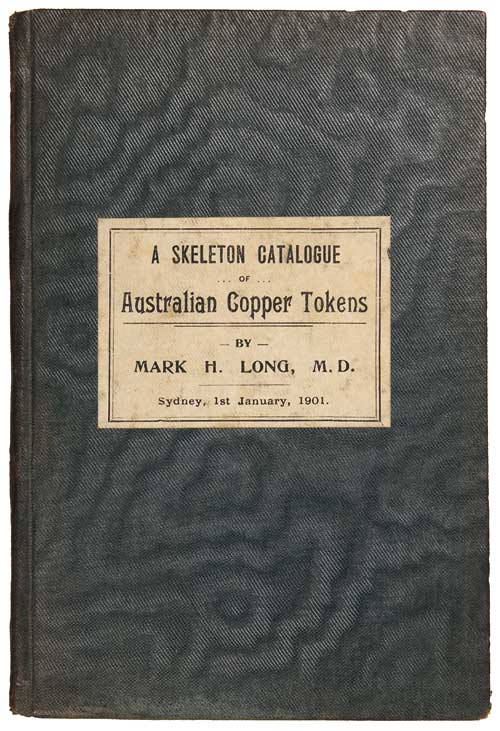 A SKELETON CATALOGUE
... OF ...
Australian Copper Tokens
— BY —
MARK H. LONG, M.D.
Sydney, 1st January, 1901.